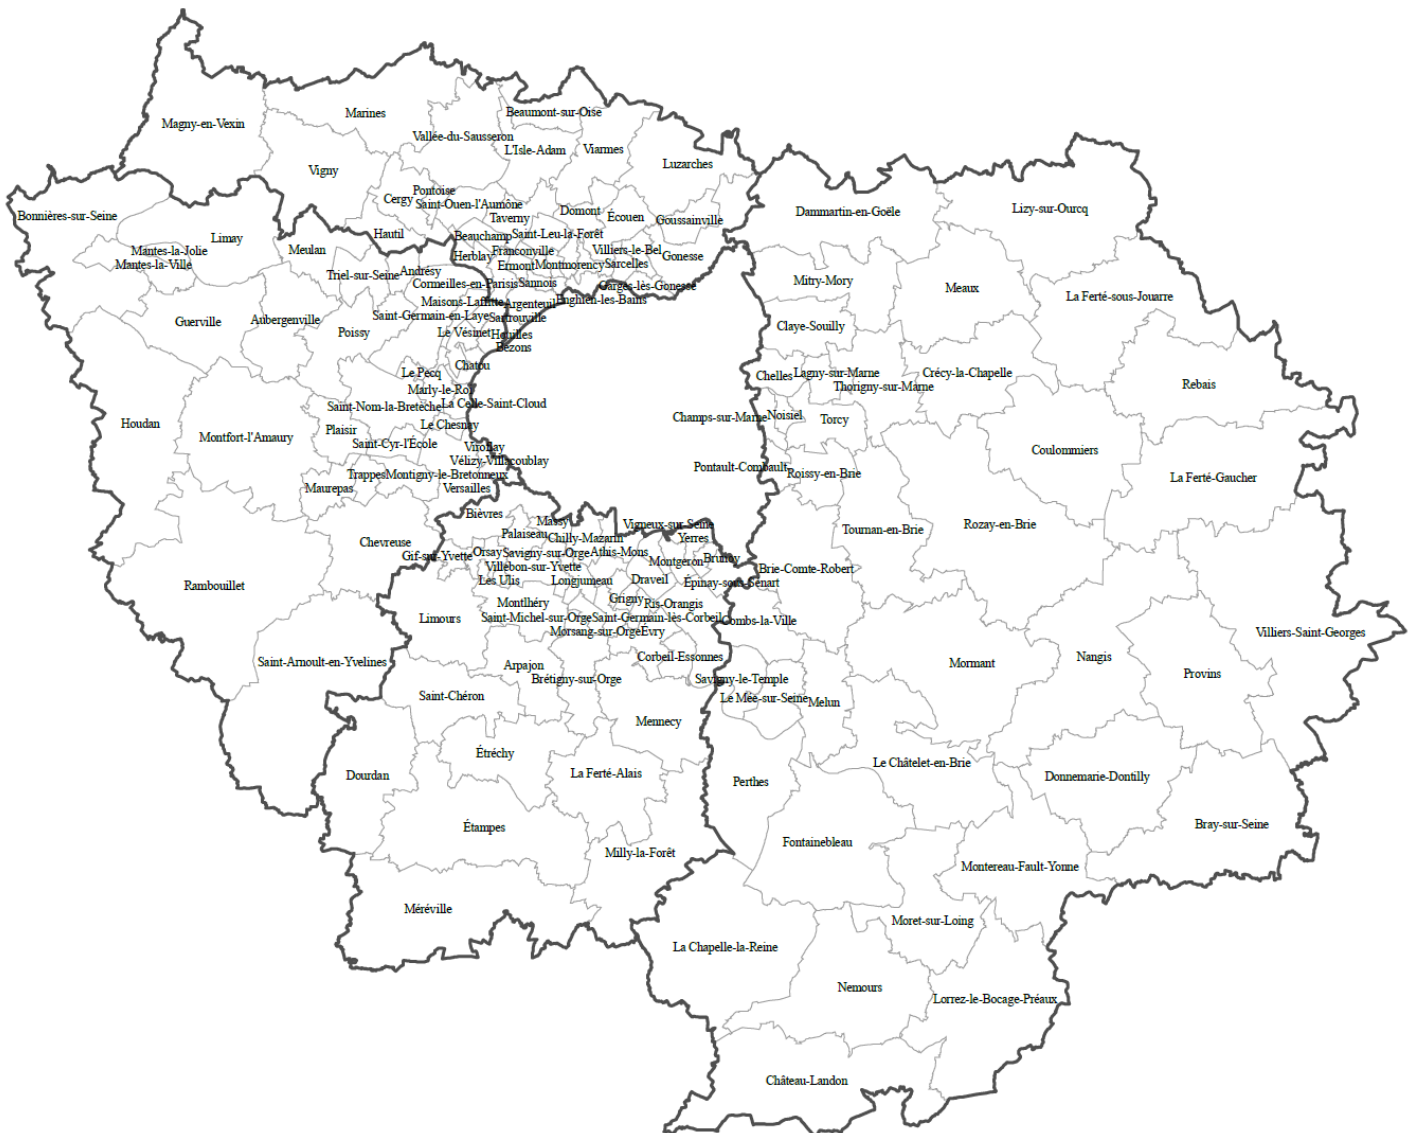 Magny-en-Vexin
Marines
Beaumont-sur-Oise
Vallée-du-Sausseron
L'Isle-Adam
Viarmes
Luzarches
Vigny
Cergy
Pontoise
Saint-Ouen-l'Aumône
Taverny
Domont
Écouen
Goussainville
Dammartin-en-Goële
Lizy-sur-Ourcq
Bonnières-sur-Seine
Limay
Hautil
Beauchamp
Saint-Leu-la-Forêt
Mantes-la-Jolie
Mantes-la-Ville
Meulan
Herblay
Franconville
Villiers-le-Bel
Gonesse
Ermont
Montmorency
Sarcelles
Triel-sur-Seine
Andrésy
Cormeilles-en-Parisis
Sannois
Garges-lès-Gonesse
Mitry-Mory
Meaux
La Ferté-sous-Jouarre
Maisons-Laffitte
Argenteuil
Enghien-les-Bains
Guerville
Aubergenville
Saint-Germain-en-Laye
Sartrouville
Poissy
Le Vésinet
Houilles
Bezons
Claye-Souilly
Chatou
Le Pecq
Chelles
Lagny-sur-Marne
Thorigny-sur-Marne
Crécy-la-Chapelle
Rebais
Marly-le-Roi
Saint-Nom-la-Bretèche
La Celle-Saint-Cloud
Houdan
Montfort-l'Amaury
Plaisir
Le Chesnay
Champs-sur-Marne
Noisiel
Torcy
Saint-Cyr-l'École
Viroflay
Coulommiers
Vélizy-Villacoublay
Pontault-Combault
Roissy-en-Brie
La Ferté-Gaucher
Trappes
Montigny-le-Bretonneux
Maurepas
Versailles
Bièvres
Massy
Vigneux-sur-Seine
Tournan-en-Brie
Rozay-en-Brie
Chevreuse
Palaiseau
Chilly-Mazarin
Yerres
Gif-sur-Yvette
Orsay
Savigny-sur-Orge
Athis-Mons
Montgeron
Brunoy
Villebon-sur-Yvette
Brie-Comte-Robert
Rambouillet
Les Ulis
Longjumeau
Draveil
Épinay-sous-Sénart
Montlhéry
Grigny
Ris-Orangis
Limours
Saint-Michel-sur-Orge
Saint-Germain-lès-Corbeil
Combs-la-Ville
Morsang-sur-Orge
Évry
Villiers-Saint-Georges
Saint-Arnoult-en-Yvelines
Arpajon
Corbeil-Essonnes
Mormant
Nangis
Provins
Brétigny-sur-Orge
Savigny-le-Temple
Saint-Chéron
Le Mée-sur-Seine
Melun
Mennecy
Étréchy
Dourdan
La Ferté-Alais
Perthes
Le Châtelet-en-Brie
Donnemarie-Dontilly
Étampes
Bray-sur-Seine
Fontainebleau
Milly-la-Forêt
Montereau-Fault-Yonne
Méréville
Moret-sur-Loing
La Chapelle-la-Reine
Nemours
Lorrez-le-Bocage-Préaux
Château-Landon